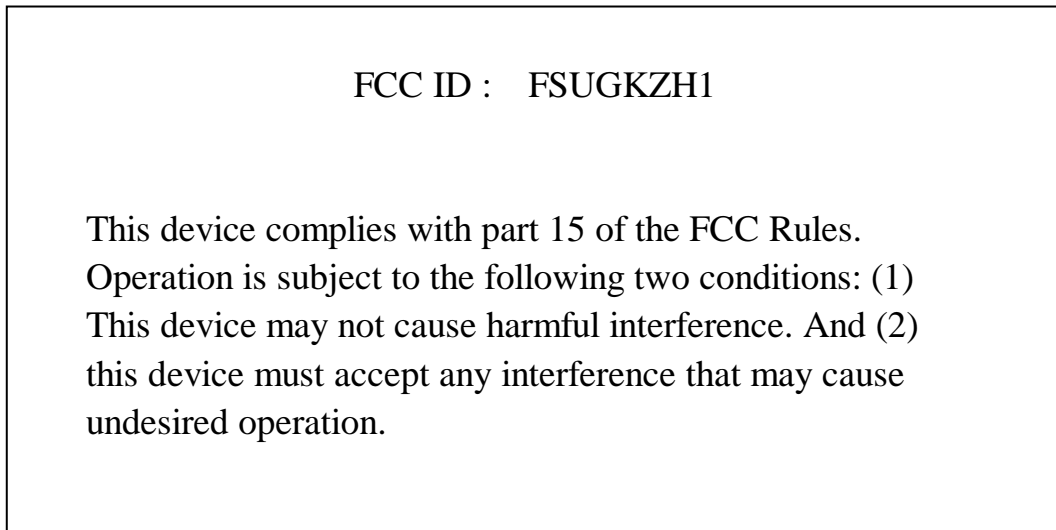 FCC ID :    FSUGKZH1
This device complies with part 15 of the FCC Rules.
Operation is subject to the following two conditions: (1)
This device may not cause harmful interference. And (2)
this device must accept any interference that may cause
undesired operation.